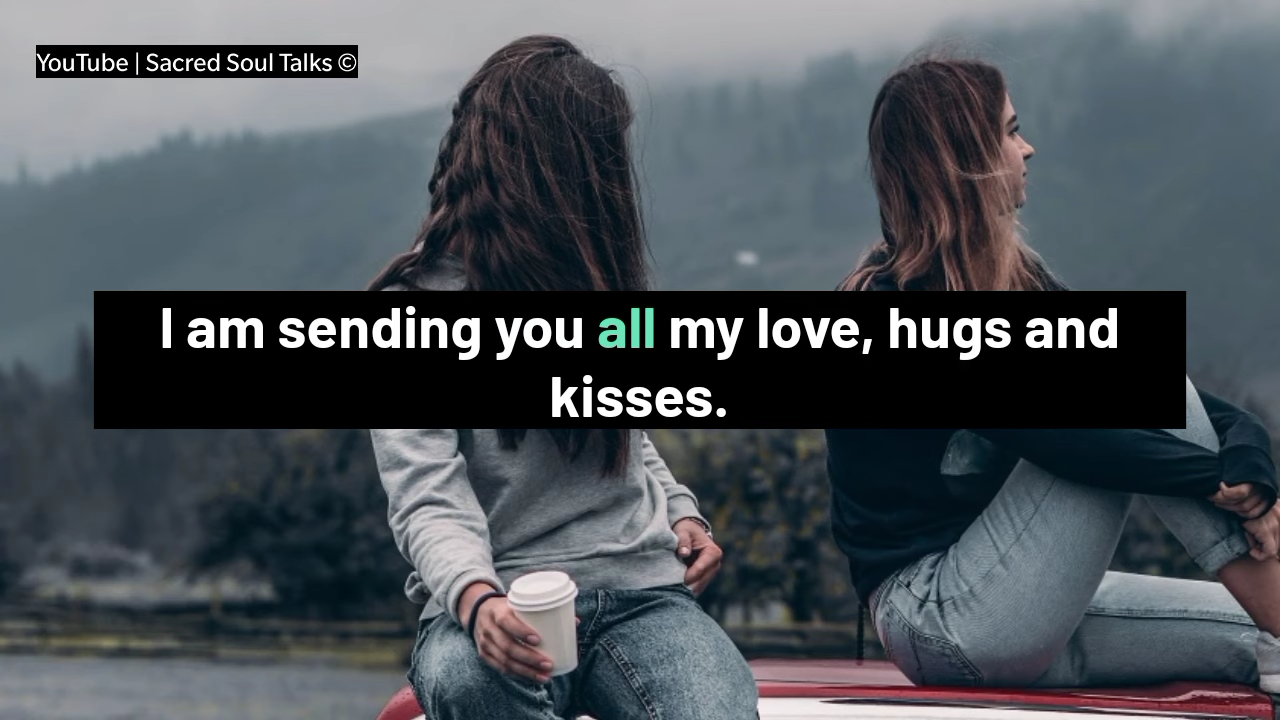 YouTube | Sacred Soul Talks ©
I am sending you all my love, hugs and
kisses.